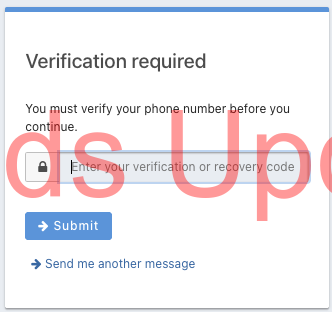 Verification required
You must verify your phone number before you
continue.
ds Up
Enter your verification or recovery code
Submit
Send me another message